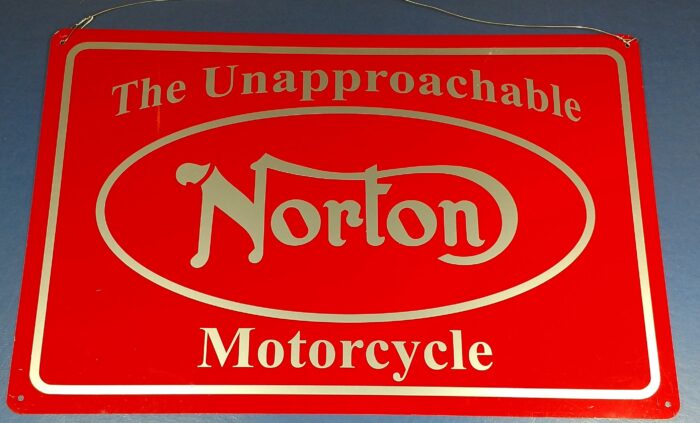 The Unapproachable
Norton
Motorcycle